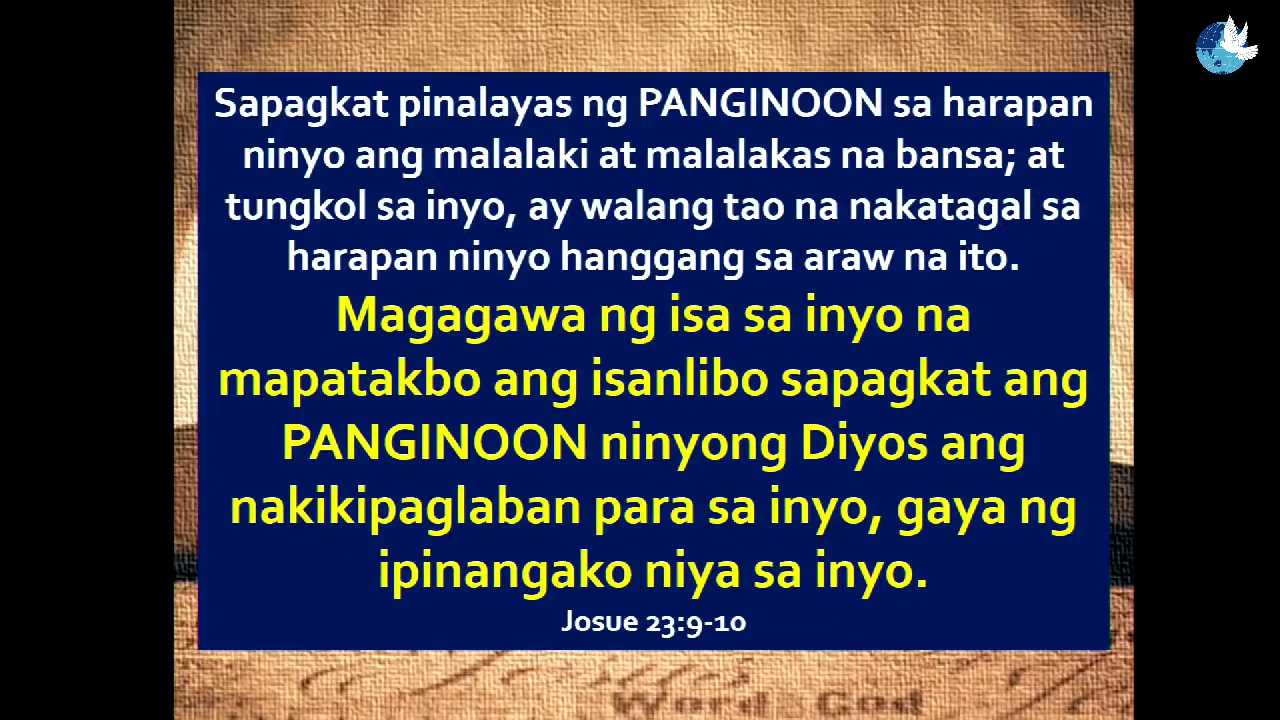 Sapagkat pinalayas ng PANGINOON sa harapan
ninyo ang malalaki at malalakas na bansa; at
tungkol sa inyo, ay walang tao na nakatagal sa
harapan ninyo hanggang sa araw na ito.
Magagawa ng isa sa inyo na
mapatakbo ang isanlibo sapagkat ang
PANGINOON ninyong Diyos ang
nakikipaglaban para sa inyo, gaya ng
ipinangako niya sa inyo.
Josue 23:9-10
Word God